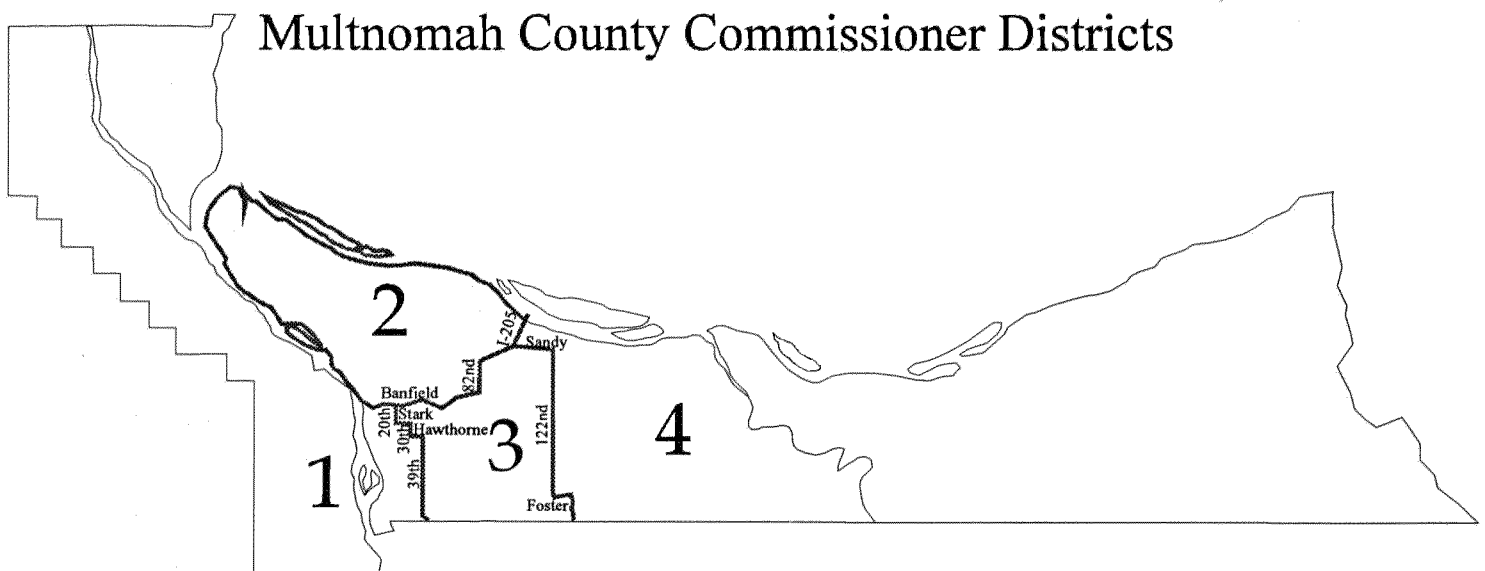 Multnomah County Commissioner Districts
2
I-205
Sandy
82nd
Banfield
20th
Stark
30th
Hawthorne
3
122nd
4
1
39th
Foster